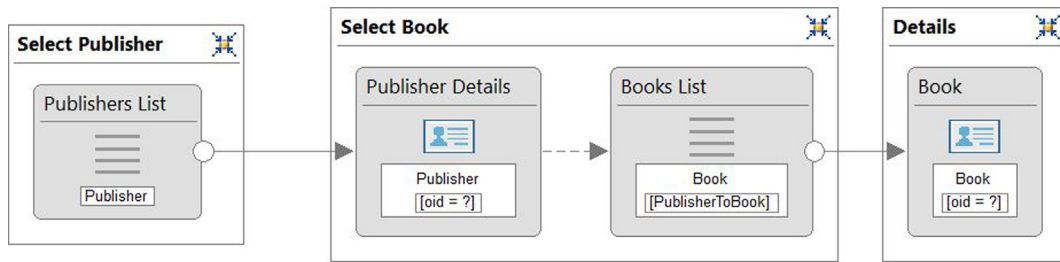 Select Publisher
Publishers List
Publisher
Select Book
Publisher Details
Publisher
[oid = ?]
Books List
Book
[PublisherToBook]
Details
Book
Book
[oid = ?]